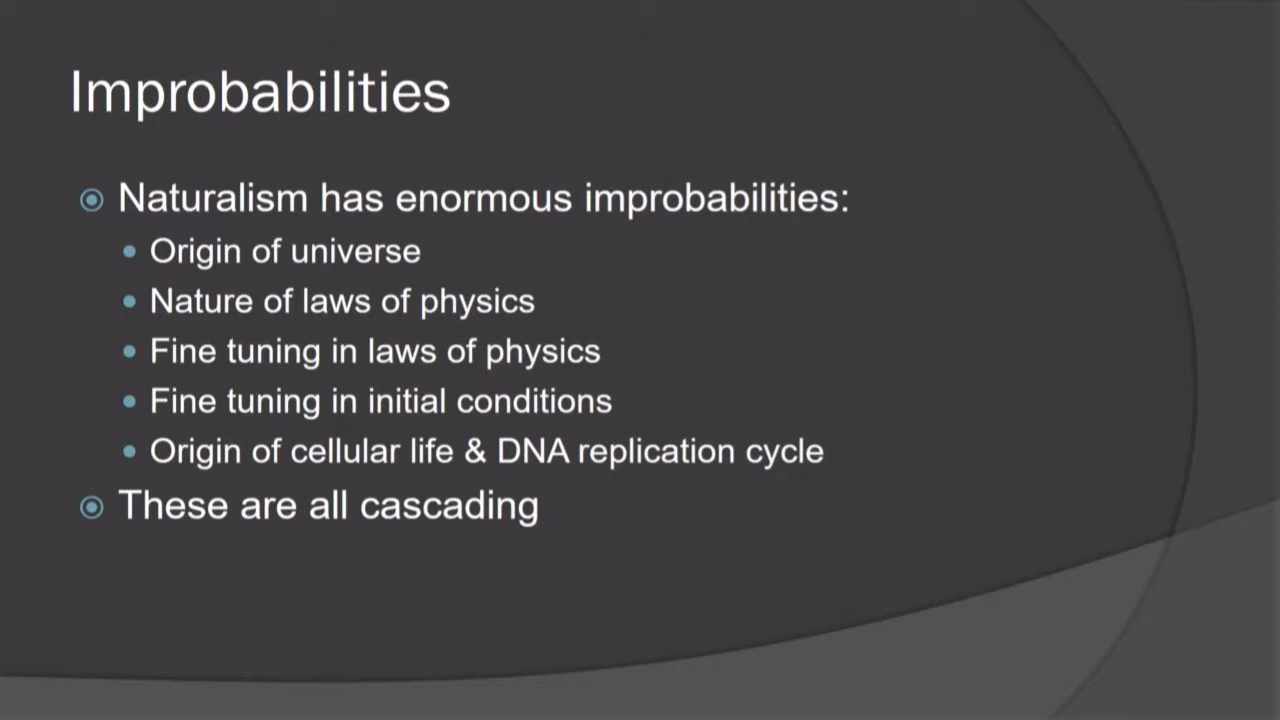 Improbabilities
Naturalism has enormous improbabilities:
Origin of universe
Nature of laws of physics
Fine tuning in laws of physics
Fine tuning in initial conditions
Origin of cellular life & DNA replication cycle
These are all cascading